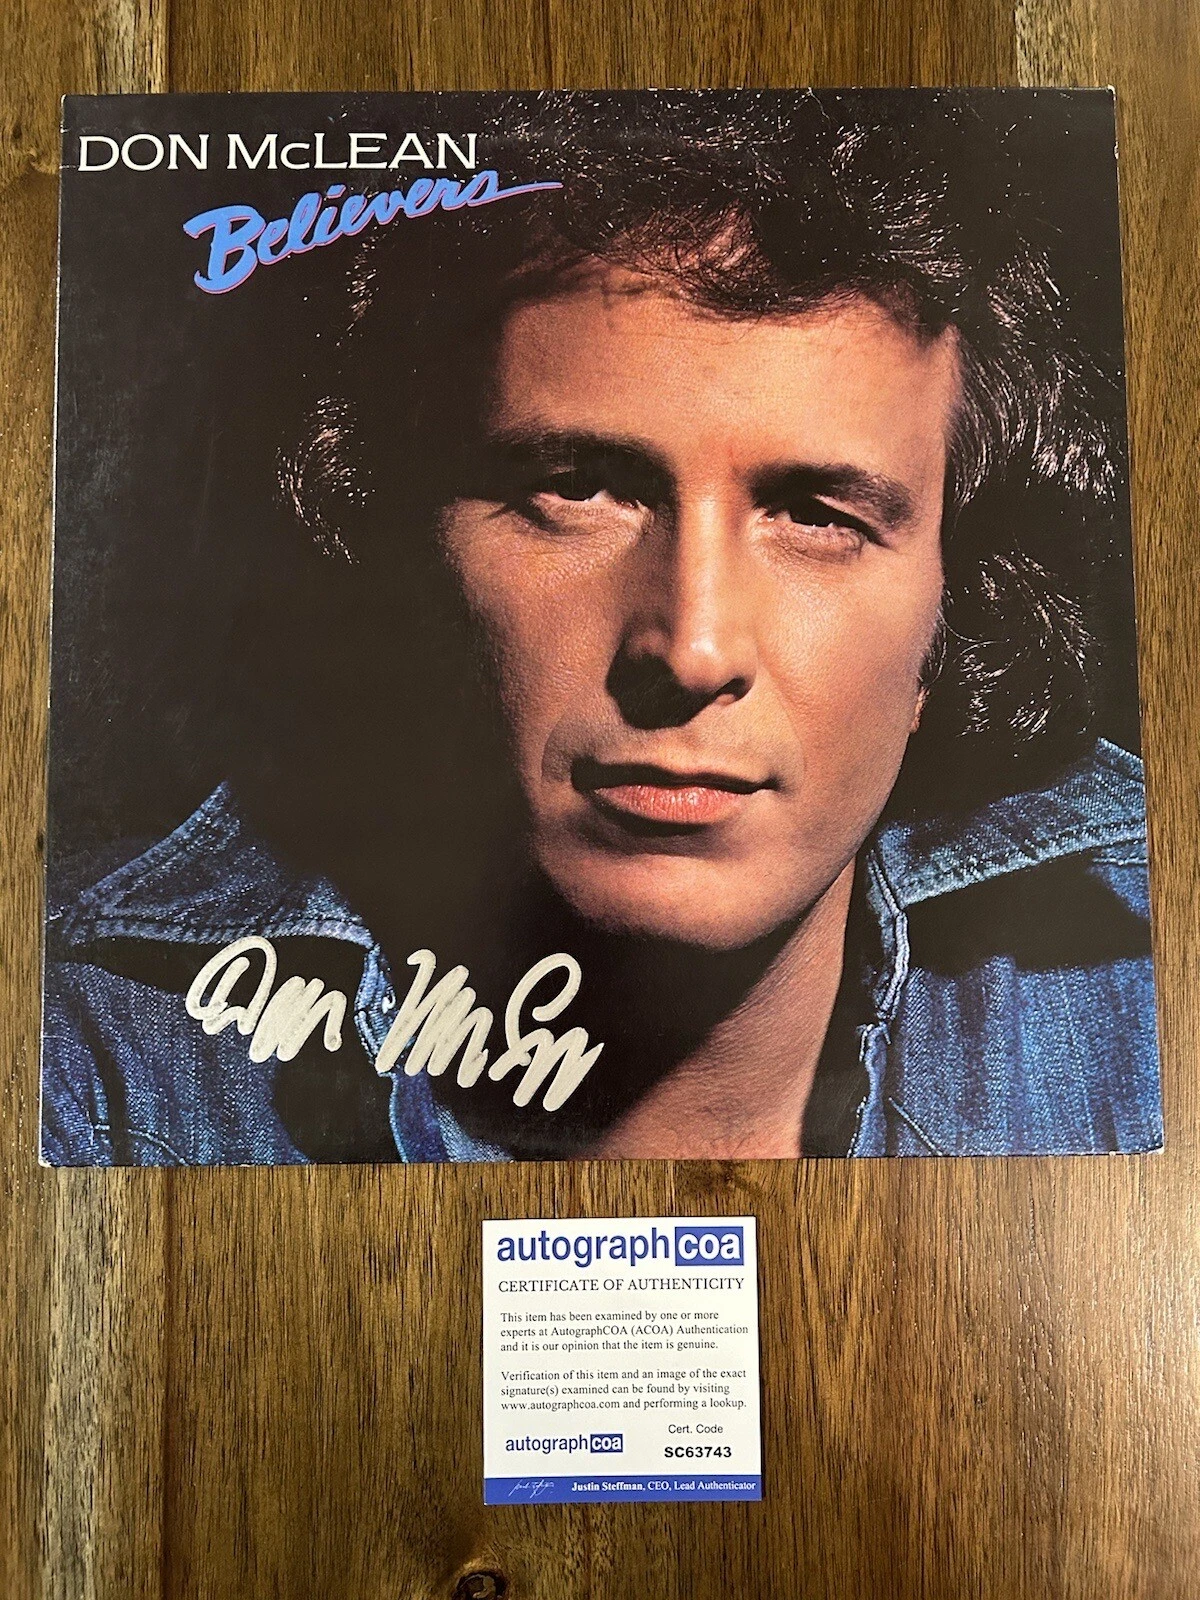 DON McLEAN
Believers
Don McLean
autograph coa
CERTIFICATE OF AUTHENTICITY
This item has been examined by one or more
experts at AutographCOA (ACOA) Authentication
and it is our opinion that the item is genuine.
Verification of this item and an image of the exact
signature(s) examined can be found by visiting
www.autographcoa.com and performing a lookup.
autograph coa
Cert. Code
SC63743
Justin Steffman, CEO, Lead Authenticator